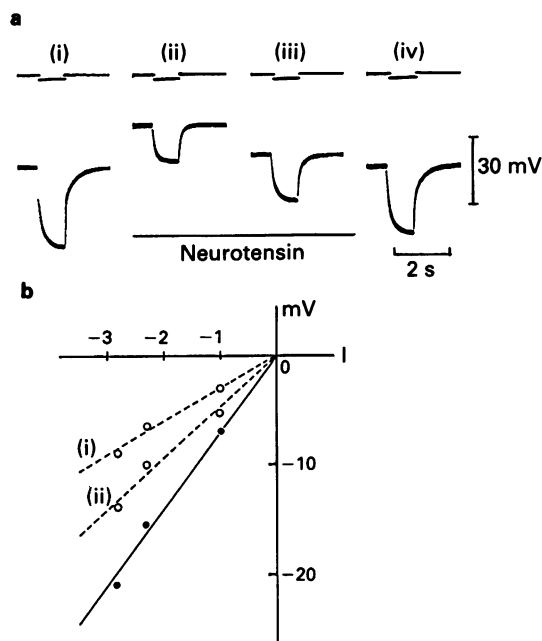 a
(i) (ii) (iii) (iv)
30 mV
Neurotensin
2 s
b
mV
−3 −2 −1
0 I
(i)
−10
(ii)
−20